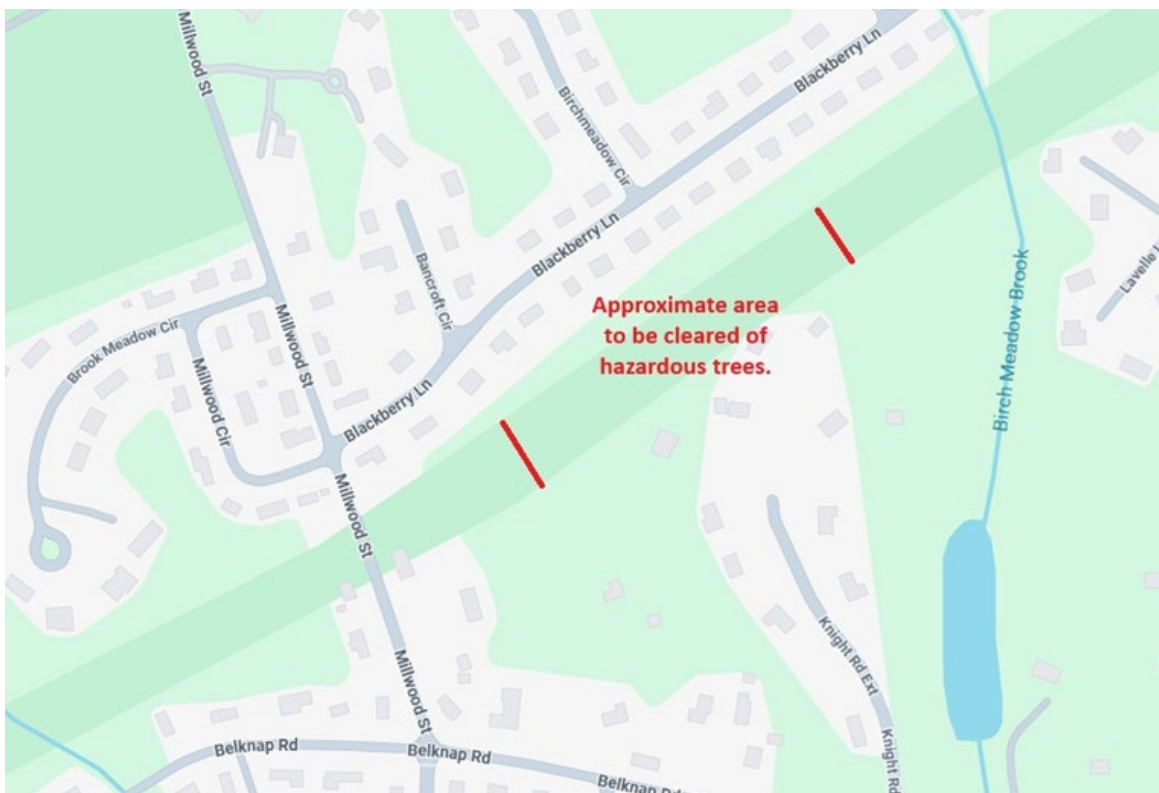 Millwood St
Blackberry Ln
Birchmeadow Cir
Blackberry Ln
Bancroft Cir
Birch Meadow Brook
Approximate area
to be cleared of
hazardous trees.
Millwood St
Brook Meadow Cir
Millwood Cir
Blackberry Ln
Millwood St
Knight Rd Ext
Millwood St
Knight Rd
Belknap Rd
Belknap Rd
Belknap Rd